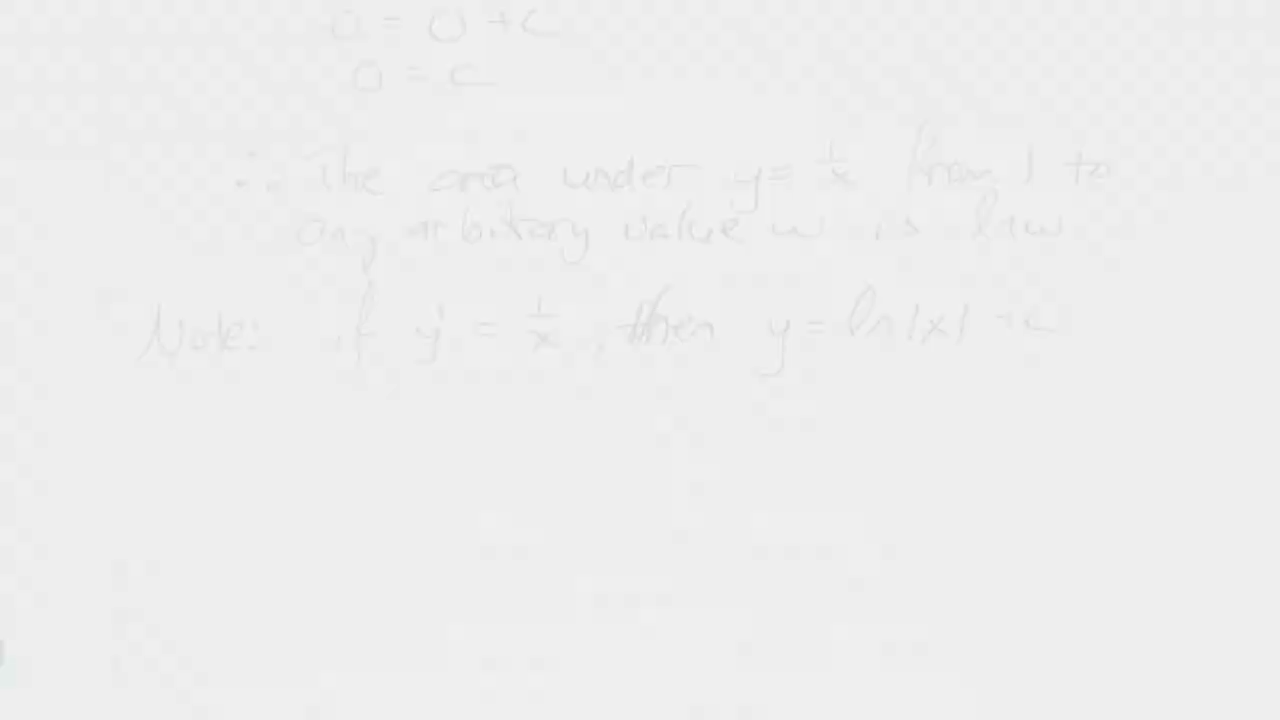 0 = 0 + c
0 = c
∴ The area under y = 1/x from 1 to
any arbitrary value w is ln w
Note: if y' = 1/x, then y = ln|x| + c